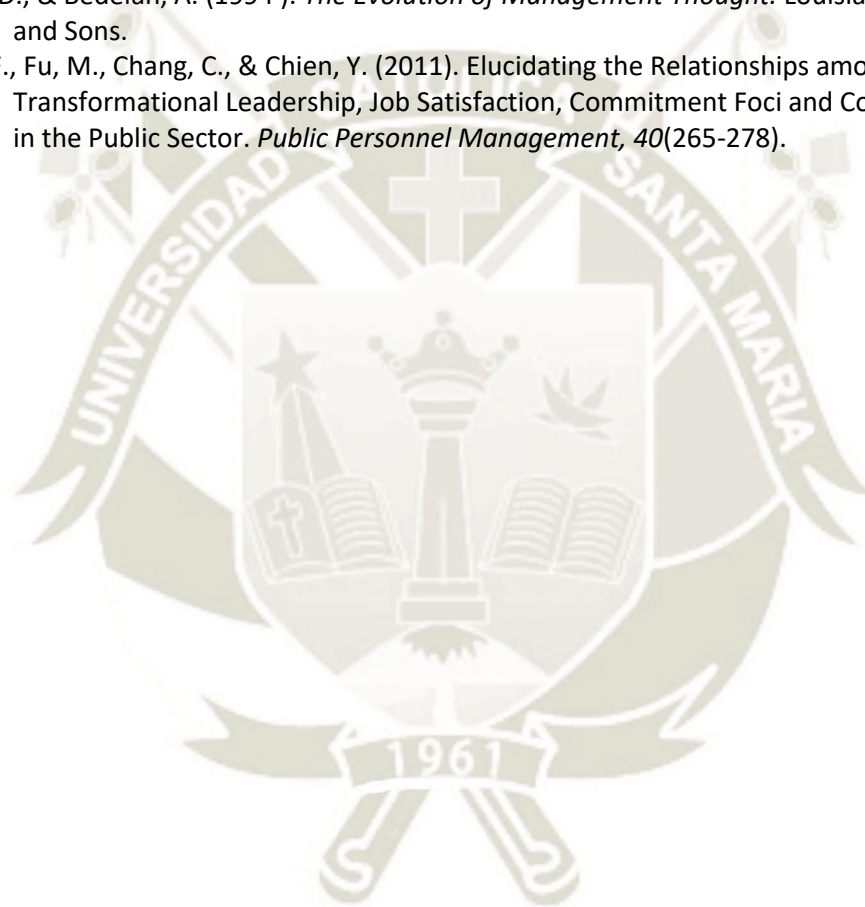 D., & Bedeian, A. (1994 ). The Evolution of Management Thought. Louisia
and Sons.
F., Fu, M., Chang, C., & Chien, Y. (2011). Elucidating the Relationships amo
Transformational Leadership, Job Satisfaction, Commitment Foci and Co
in the Public Sector. Public Personnel Management, 40(265-278).
UNIVERSIDAD CATOLICA SANTA MARIA
1961